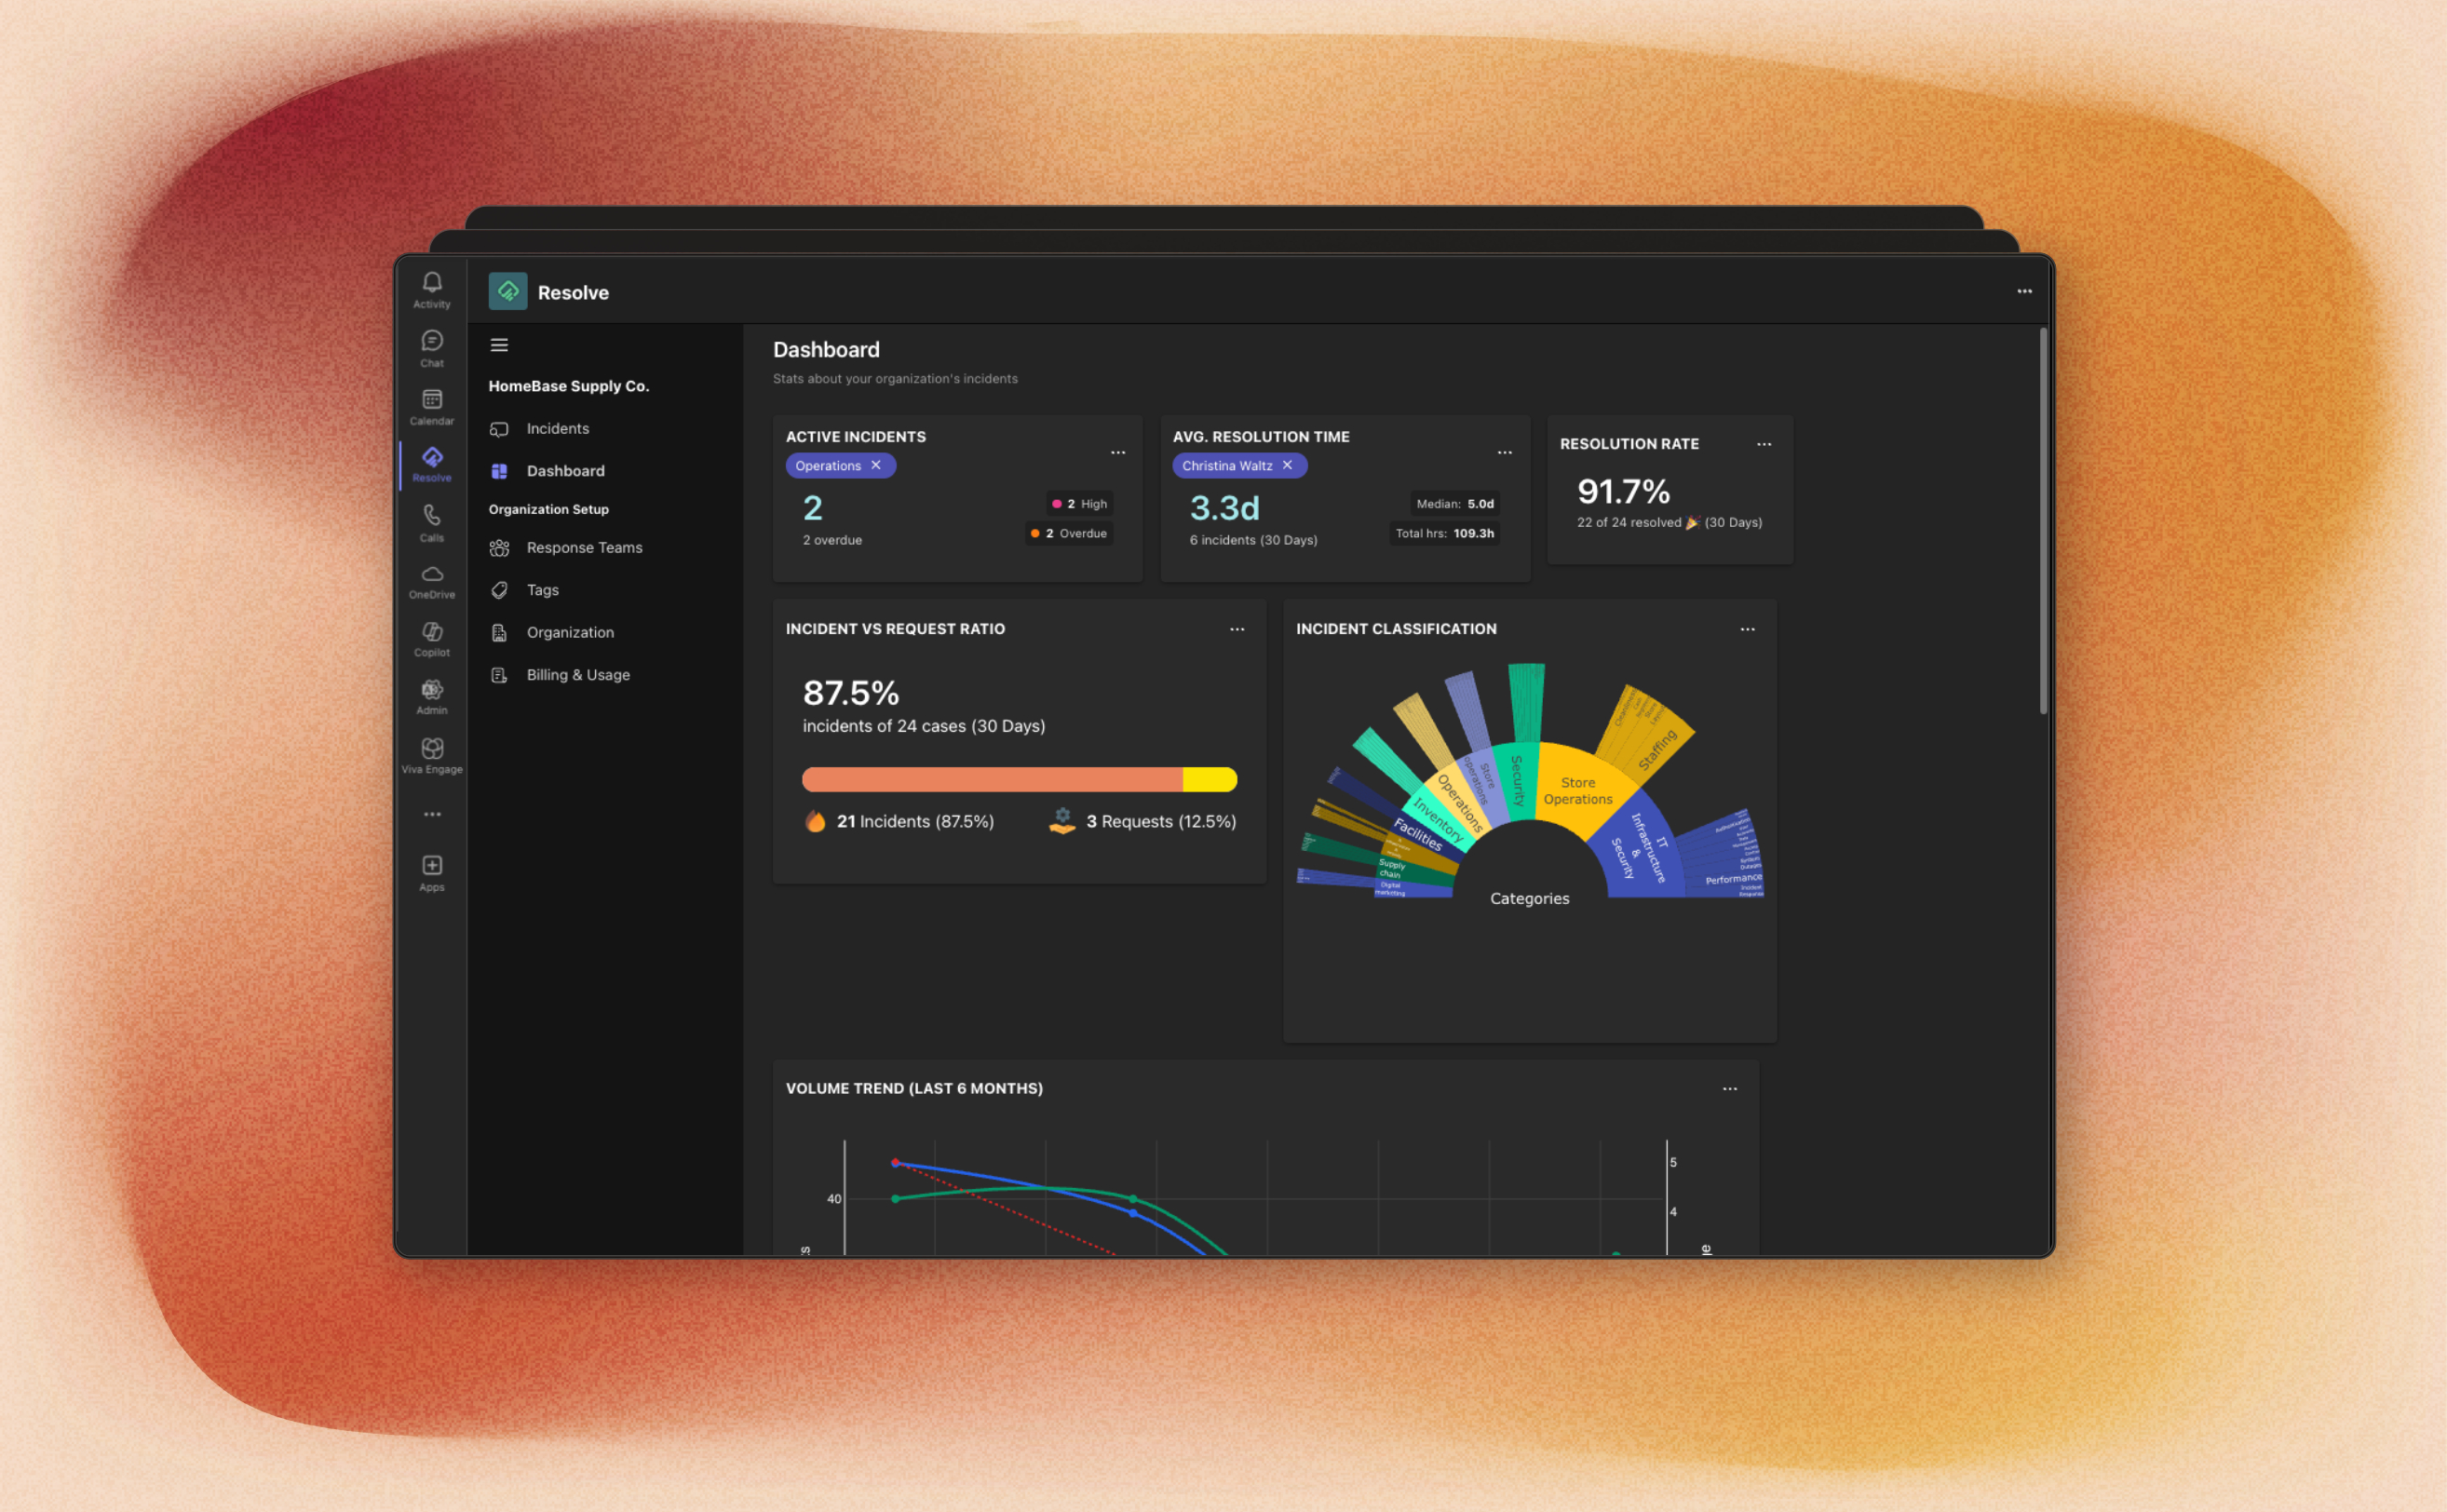 Activity
Chat
Calendar
Resolve
Calls
OneDrive
Copilot
Admin
Viva Engage
Apps
Resolve
HomeBase Supply Co.
Incidents
Dashboard
Organization Setup
Response Teams
Tags
Organization
Billing & Usage
Dashboard
Stats about your organization's incidents
ACTIVE INCIDENTS
Operations
2
2 overdue
2 High
2 Overdue
AVG. RESOLUTION TIME
Christina Waltz
3.3d
6 incidents (30 Days)
Median: 5.0d
Total hrs: 109.3h
RESOLUTION RATE
91.7%
22 of 24 resolved 🎉 (30 Days)
INCIDENT VS REQUEST RATIO
87.5%
incidents of 24 cases (30 Days)
21 Incidents (87.5%)
3 Requests (12.5%)
INCIDENT CLASSIFICATION
Digital
marketing
Supply
chain
Facilities
Inventory
Operations
Store
Operations
Security
Store
Operations
Staffing
IT
Infrastructure
&
Security
Performance
Incident
Response
Categories
VOLUME TREND (LAST 6 MONTHS)
40
5
4